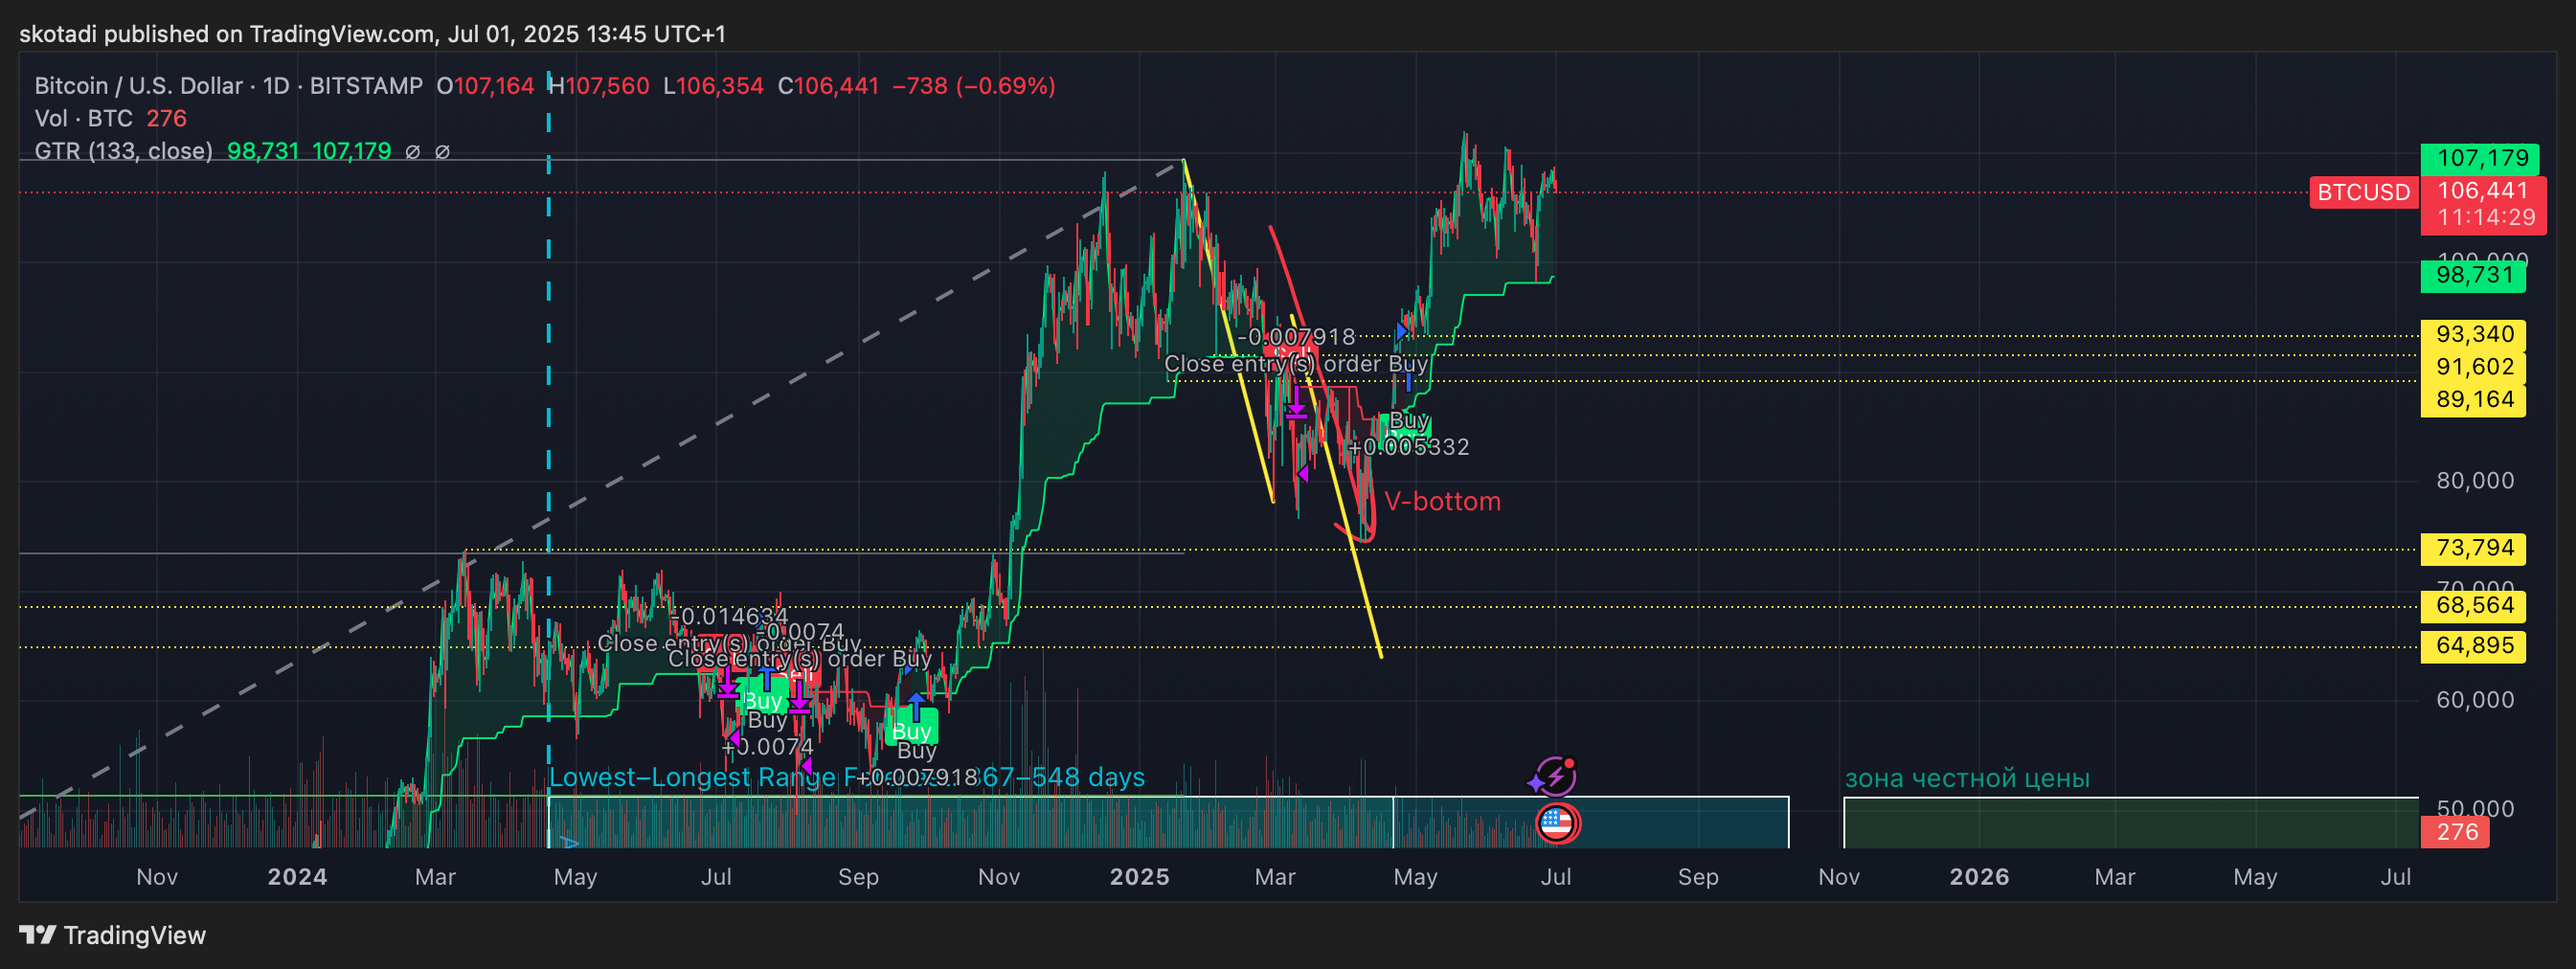 skotadi published on TradingView.com, Jul 01, 2025 13:45 UTC+1
Bitcoin / U.S. Dollar · 1D · BITSTAMP O107,164 H107,560 L106,354 C106,441 −738 (−0.69%)
Vol · BTC 276
GTR (133, close) 98,731 107,179 ∅ ∅
107,179
BTCUSD 106,441
11:14:29
100,000
98,731
93,340
91,602
89,164
80,000
73,794
70,000
68,564
64,895
60,000
50,000
276
-0.007918
Close entry(s) order Buy
Buy
+0.005332
V-bottom
-0.014634
-0.0074
Close entry(s) order Buy
Close entry(s) order Buy
Sell
Buy
Buy
+0.0074
Buy
Buy
+0.007918
Lowest–Longest Range 367–548 days
зона честной цены
Nov 2024 Mar May Jul Sep Nov 2025 Mar May Jul Sep Nov 2026 Mar May Jul
TradingView